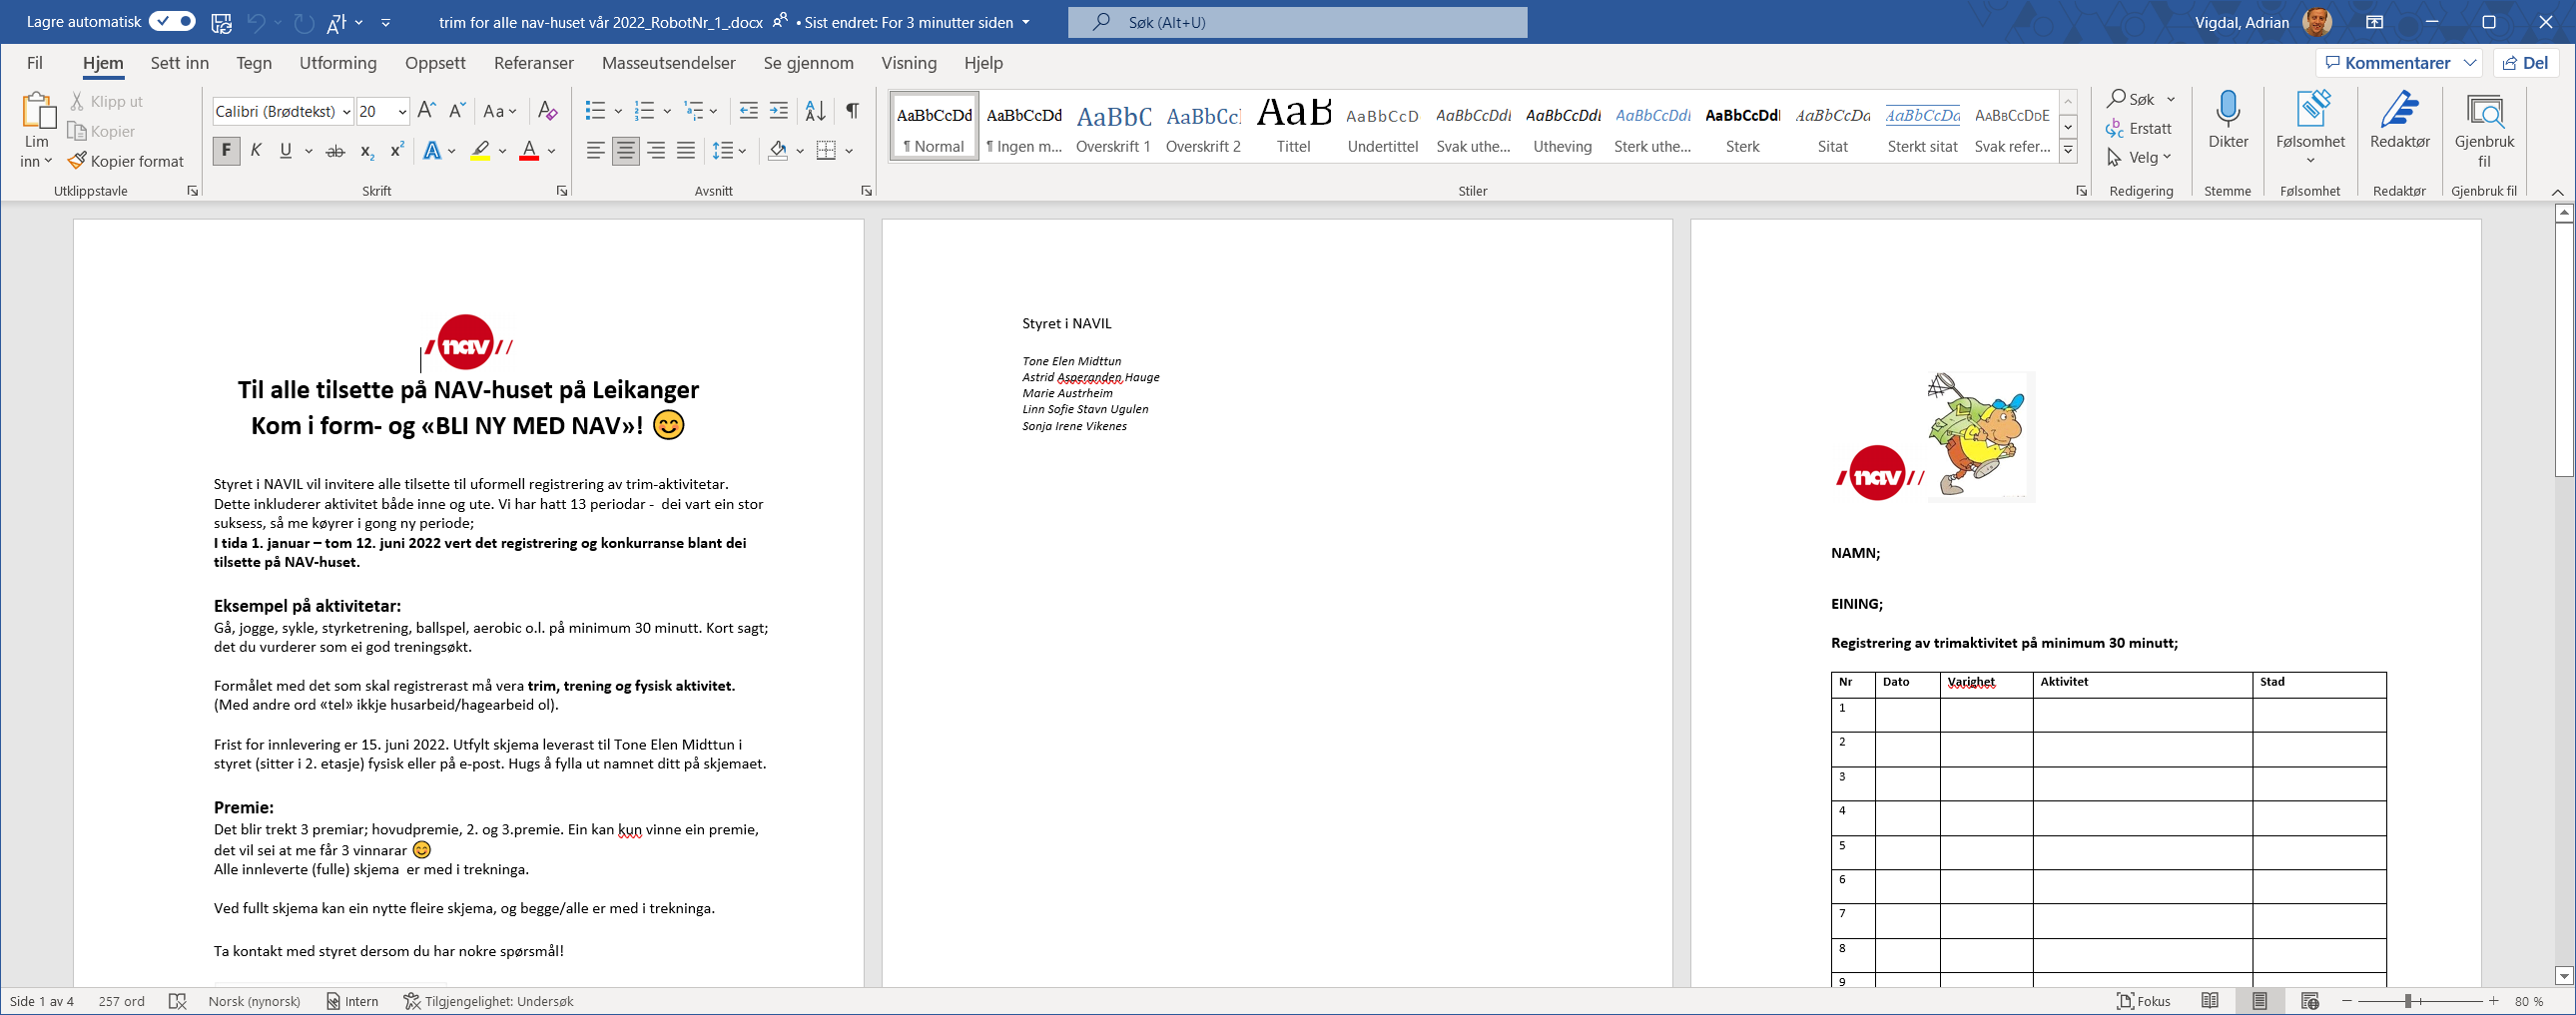 Lagre automatisk
trim for alle nav-huset vår 2022_RobotNr_1_.docx • Sist endret: For 3 minutter siden
Søk (Alt+U)
Vigdal, Adrian
Fil Hjem Sett inn Tegn Utforming Oppsett Referanser Masseutsendelser Se gjennom Visning Hjelp
Kommentarer Del
Lim inn
Klipp ut
Kopier
Kopier format
Utklippstavle
Calibri (Brødtekst) 20
Aa
F K U ab x₂ x² A A
Skrift
Avsnitt
AaBbCcDd AaBbCcDd AaBbC AaBbCc AaB AaBbCcD AaBbCcDdI AaBbCcDdI AaBbCcDdI AaBbCcDdI AaBbCcDa AaBbCcDa AABBCCDDE
¶ Normal ¶ Ingen m... Overskrift 1 Overskrift 2 Tittel Undertittel Svak uthe... Utheving Sterk uthe... Sterk Sitat Sterkt sitat Svak refer...
Stiler
Søk
Erstatt
Velg
Redigering
Dikter
Stemme
Følsomhet
Følsomhet
Redaktør
Redaktør
Gjenbruk fil
Gjenbruk fil
nav
Til alle tilsette på NAV-huset på Leikanger
Kom i form- og «BLI NY MED NAV»! 😊
Styret i NAVIL vil invitere alle tilsette til uformell registrering av trim-aktivitetar.
Dette inkluderer aktivitet både inne og ute. Vi har hatt 13 periodar - dei vart ein stor
suksess, så me køyrer i gong ny periode;
I tida 1. januar – tom 12. juni 2022 vert det registrering og konkurranse blant dei
tilsette på NAV-huset.
Eksempel på aktivitetar:
Gå, jogge, sykle, styrketrening, ballspel, aerobic o.l. på minimum 30 minutt. Kort sagt;
det du vurderer som ei god treningsøkt.
Formålet med det som skal registrerast må vera trim, trening og fysisk aktivitet.
(Med andre ord «tel» ikkje husarbeid/hagearbeid ol).
Frist for innlevering er 15. juni 2022. Utfylt skjema leverast til Tone Elen Midttun i
styret (sitter i 2. etasje) fysisk eller på e-post. Hugs å fylla ut namnet ditt på skjemaet.
Premie:
Det blir trekt 3 premiar; hovudpremie, 2. og 3.premie. Ein kan kun vinne ein premie,
det vil sei at me får 3 vinnarar 😊
Alle innleverte (fulle) skjema er med i trekninga.
Ved fullt skjema kan ein nytte fleire skjema, og begge/alle er med i trekninga.
Ta kontakt med styret dersom du har nokre spørsmål!
Styret i NAVIL
Tone Elen Midttun
Astrid Asperanden Hauge
Marie Austrheim
Linn Sofie Stavn Ugulen
Sonja Irene Vikenes
nav
NAMN;
EINING;
Registrering av trimaktivitet på minimum 30 minutt;
Nr Dato Varighet Aktivitet Stad
1
2
3
4
5
6
7
8
9
Side 1 av 4 257 ord Norsk (nynorsk) Intern Tilgjengelighet: Undersøk
Fokus 80 %